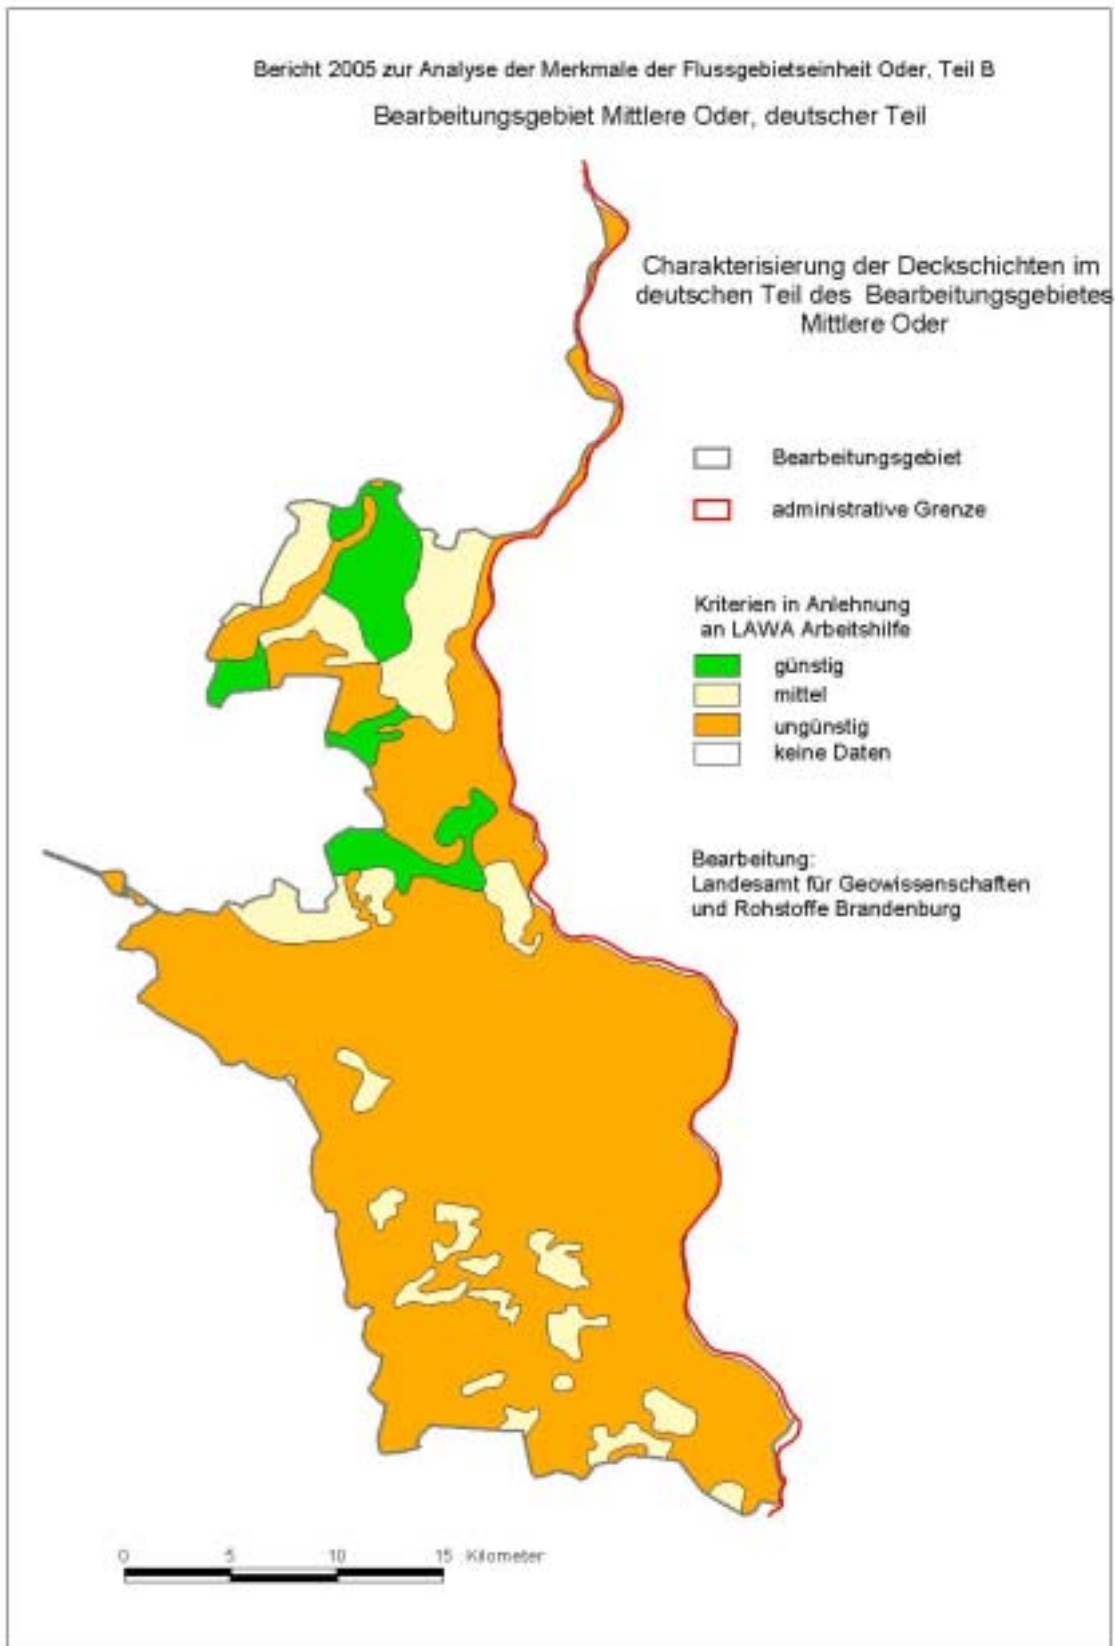 Bericht 2005 zur Analyse der Merkmale der Flussgebietseinheit Oder, Teil B
Bearbeitungsgebiet Mittlere Oder, deutscher Teil
Charakterisierung der Deckschichten im
deutschen Teil des Bearbeitungsgebietes
Mittlere Oder
Bearbeitungsgebiet
administrative Grenze
Kriterien in Anlehnung
an LAWA Arbeitshilfe
günstig
mittel
ungünstig
keine Daten
Bearbeitung:
Landesamt für Geowissenschaften
und Rohstoffe Brandenburg
0 5 10 15 Kilometer